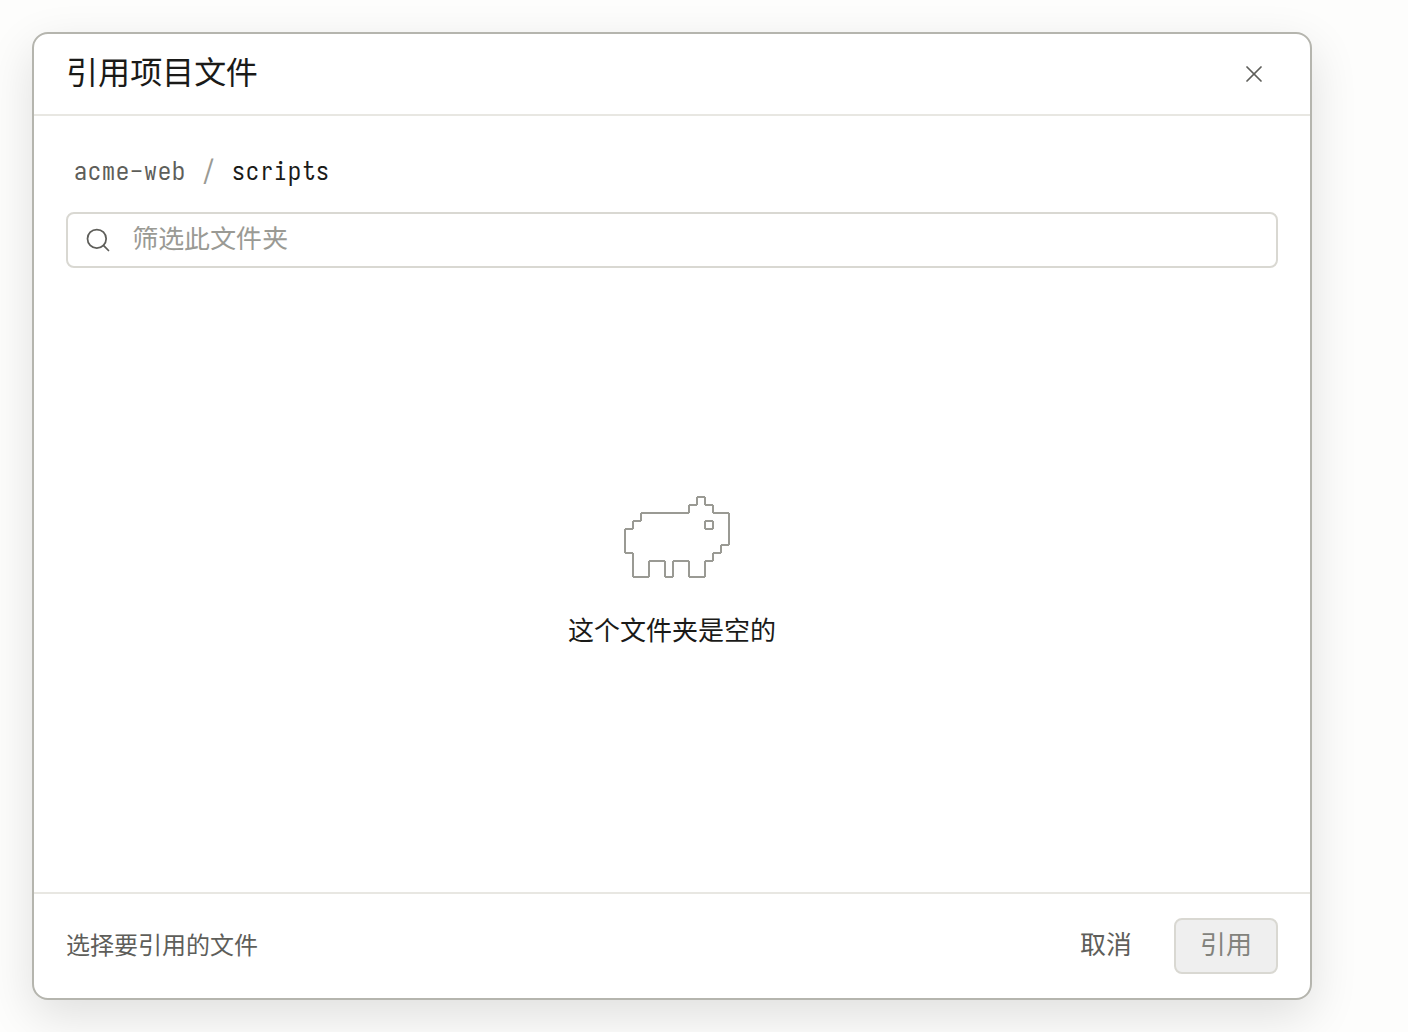 引用项目文件
acme-web / scripts
筛选此文件夹
这个文件夹是空的
选择要引用的文件
取消
引用